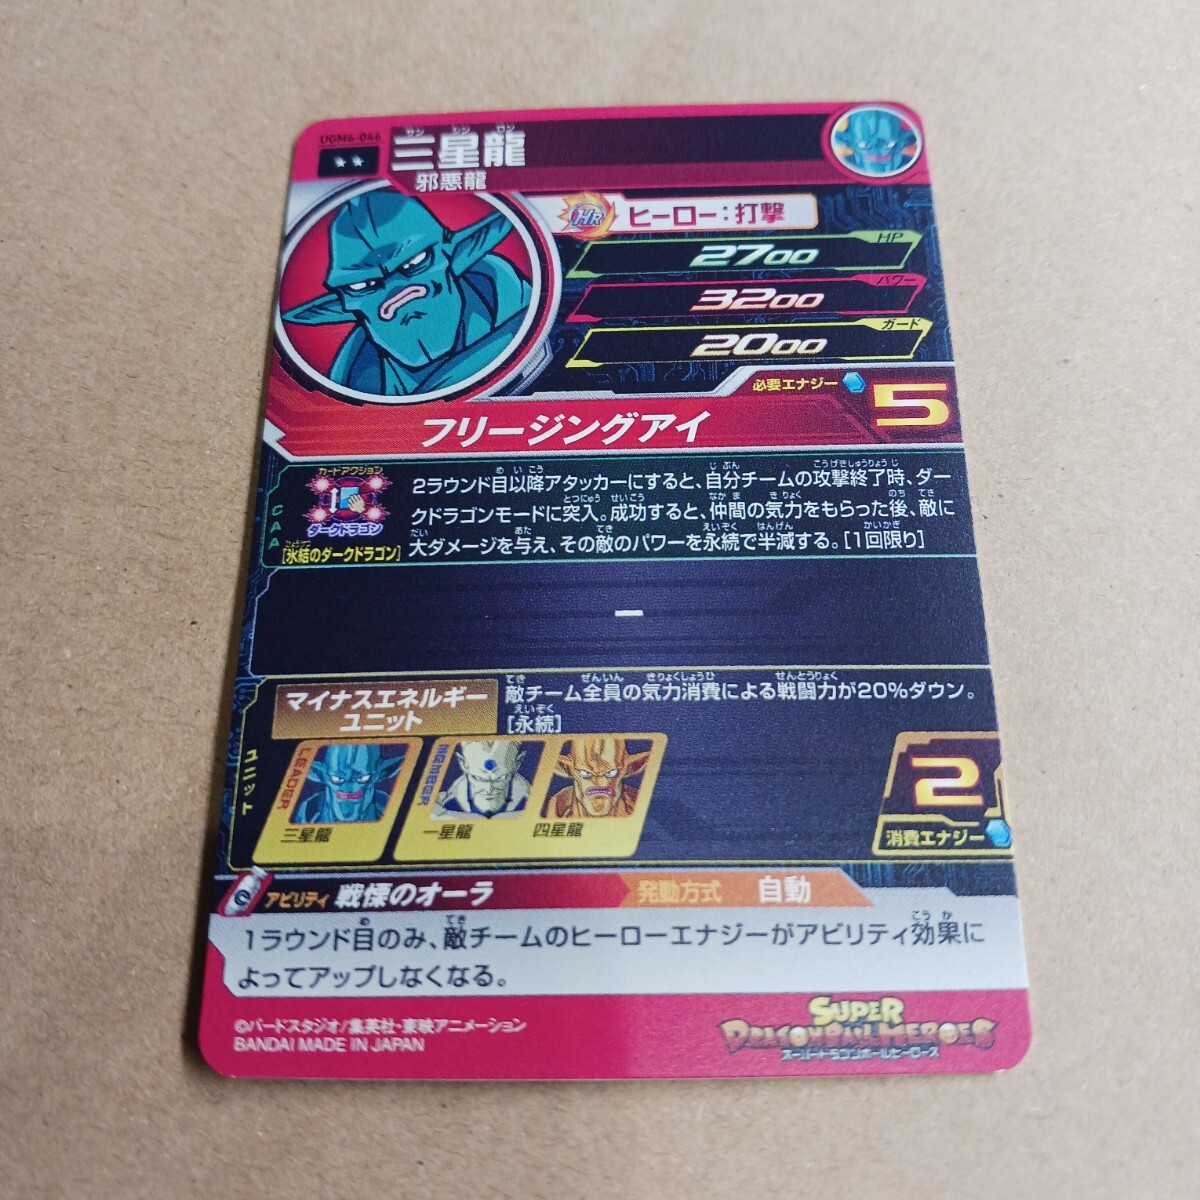 UGM6-046
★★
サン シン ロン
三星龍
邪悪龍
HR
ヒーロー:打撃
HP
2700
パワー
3200
ガード
2000
必要エナジー
5
フリージングアイ
CAA
カードアクション
ダークドラゴン
[氷結のダークドラゴン]
2ラウンド目以降アタッカーにすると、自分チームの攻撃終了時、ダー
クドラゴンモードに突入。成功すると、仲間の気力をもらった後、敵に
大ダメージを与え、その敵のパワーを永続で半減する。[1回限り]
ー
ユニット
マイナスエネルギー
ユニット
敵チーム全員の気力消費による戦闘力が20%ダウン。
[永続]
LEADER
三星龍
MEMBER
一星龍
四星龍
2
消費エナジー
アビリティ 戦慄のオーラ
発動方式 自動
1ラウンド目のみ、敵チームのヒーローエナジーがアビリティ効果に
よってアップしなくなる。
©バードスタジオ/集英社・東映アニメーション
BANDAI MADE IN JAPAN
SUPER
DRAGONBALL HEROES
スーパードラゴンボールヒーローズ